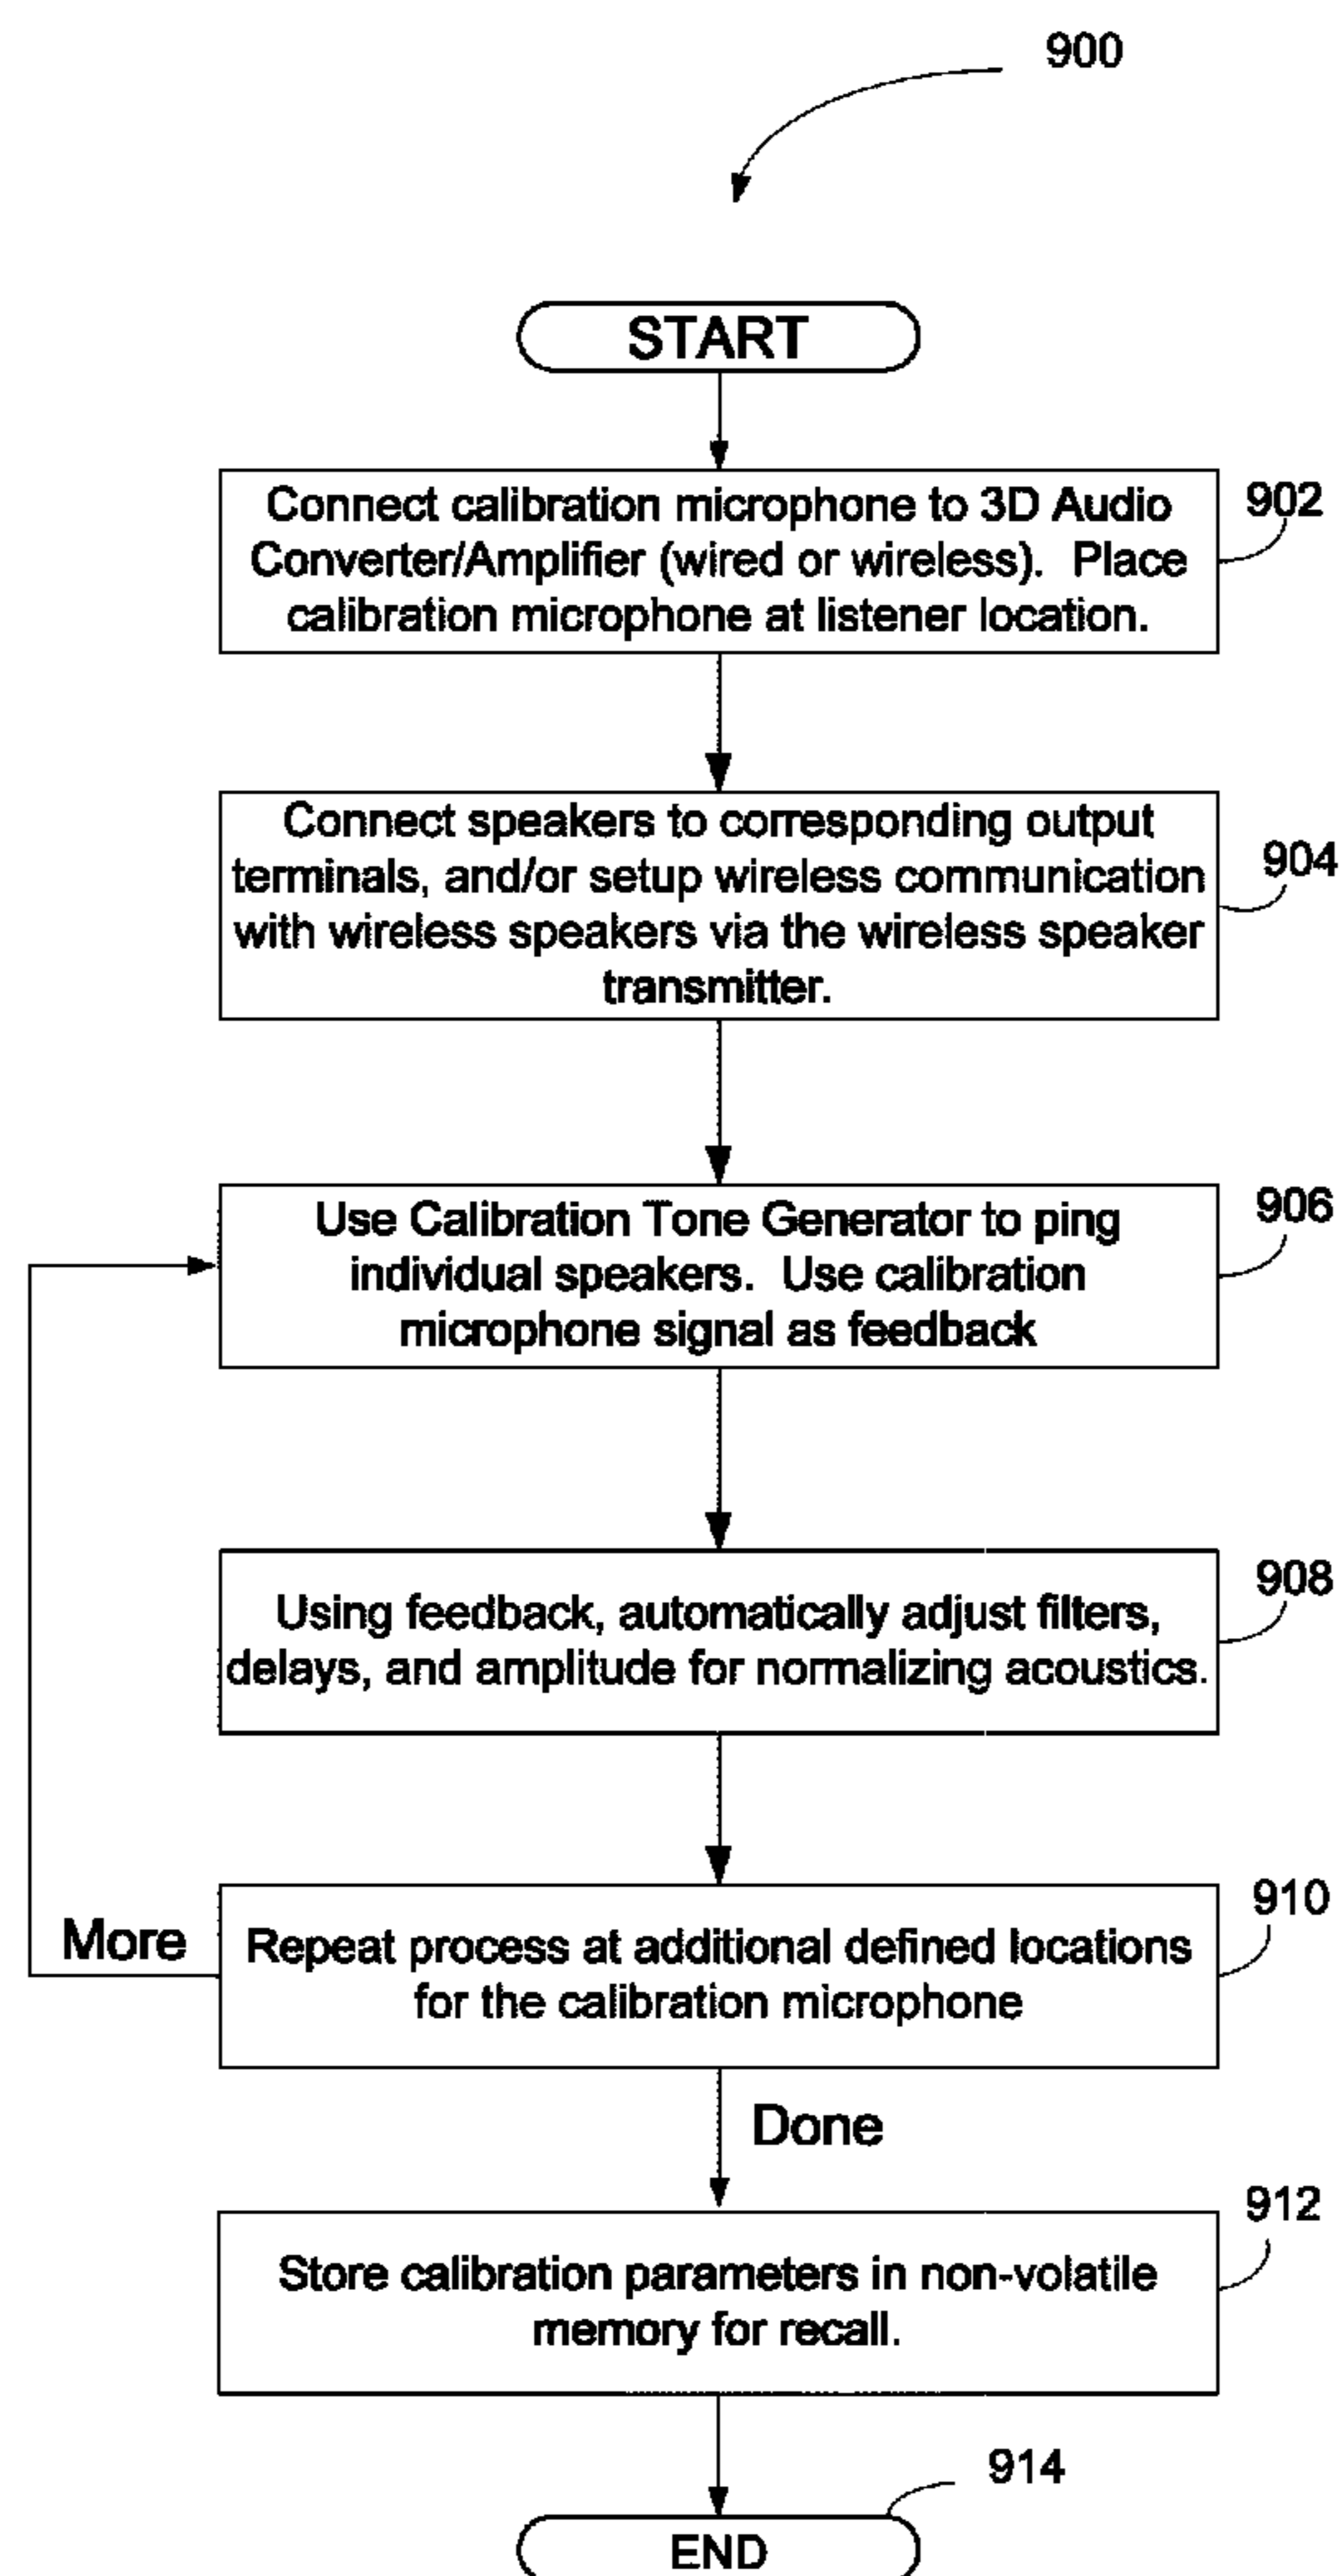 900
START
Connect calibration microphone to 3D Audio
Converter/Amplifier (wired or wireless).  Place
calibration microphone at listener location.
902
Connect speakers to corresponding output
terminals, and/or setup wireless communication
with wireless speakers via the wireless speaker
transmitter.
904
Use Calibration Tone Generator to ping
individual speakers.  Use calibration
microphone signal as feedback
906
Using feedback, automatically adjust filters,
delays, and amplitude for normalizing acoustics.
908
More
Repeat process at additional defined locations
for the calibration microphone
910
Done
Store calibration parameters in non-volatile
memory for recall.
912
914
END